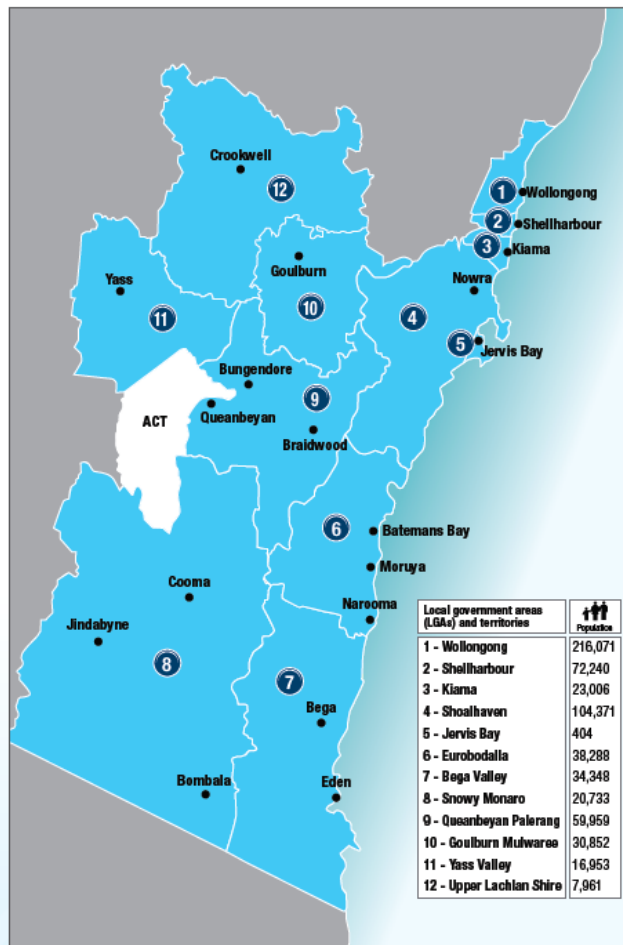 Crookwell
12
1 Wollongong
2 Shellharbour
3 Kiama
Goulburn
Yass
Nowra
11
10
4
5 Jervis Bay
Bungendore
9
Queanbeyan
ACT
Braidwood
6 Batemans Bay
Moruya
Cooma
Narooma
Jindabyne
8
7
Bega
Bombala
Eden
Local government areas
(LGAs) and territories
Population
1 - Wollongong 216,071
2 - Shellharbour 72,240
3 - Kiama 23,006
4 - Shoalhaven 104,371
5 - Jervis Bay 404
6 - Eurobodalla 38,288
7 - Bega Valley 34,348
8 - Snowy Monaro 20,733
9 - Queanbeyan Palerang 59,959
10 - Goulburn Mulwaree 30,852
11 - Yass Valley 16,953
12 - Upper Lachlan Shire 7,961